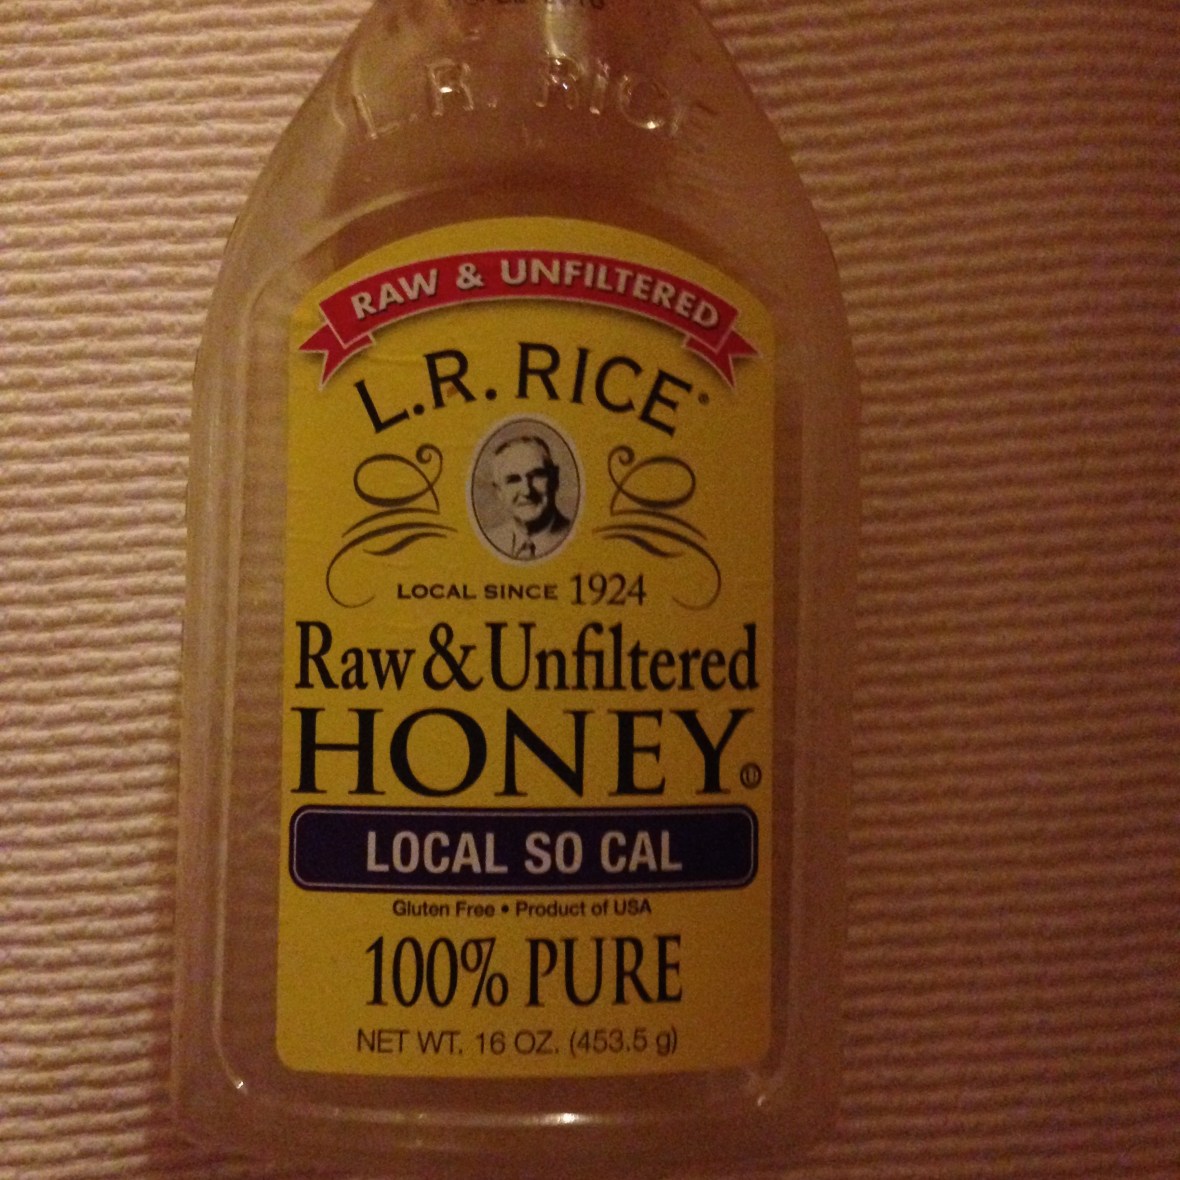 L. R. RICE
RAW & UNFILTERED
L.R. RICE®
LOCAL SINCE 1924
Raw & Unfiltered
HONEY Ⓤ
LOCAL SO CAL
Gluten Free • Product of USA
100% PURE
NET WT. 16 OZ. (453.5 g)